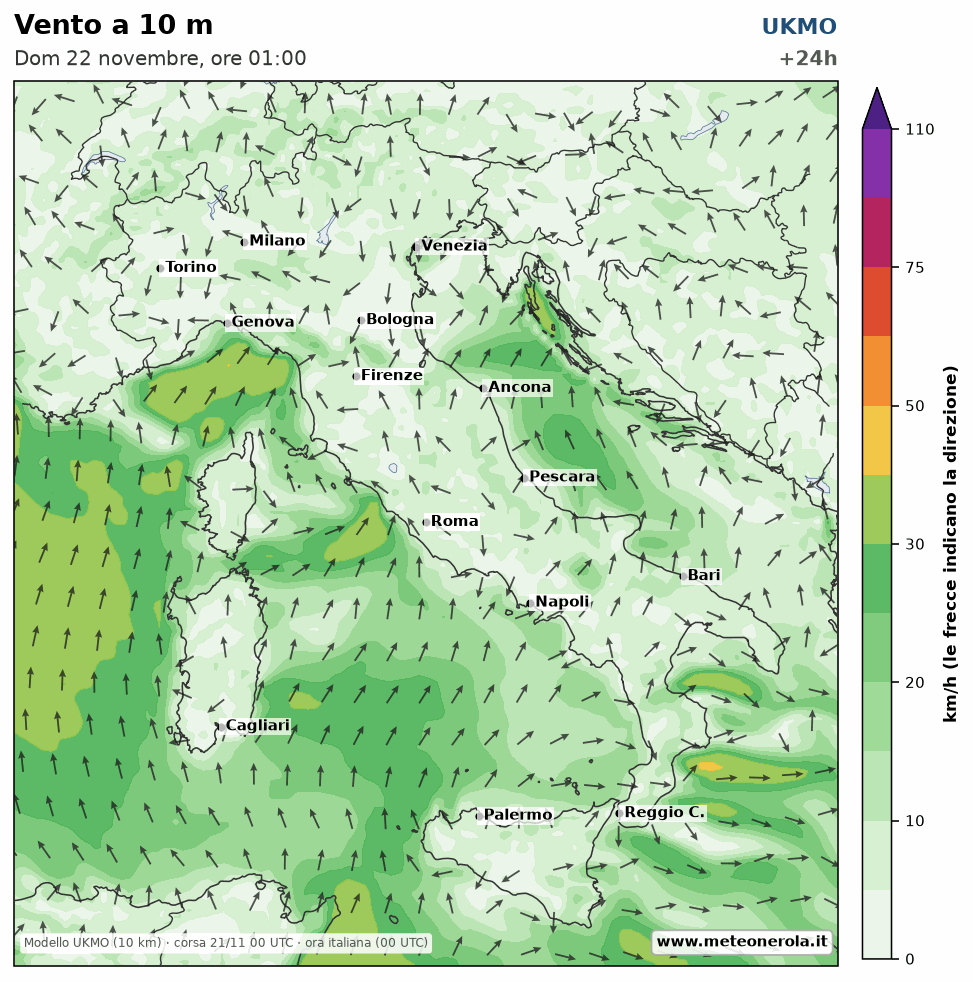 Vento a 10 m
UKMO
Dom 22 novembre, ore 01:00
+24h
Milano
Venezia
Torino
Genova
Bologna
Firenze
Ancona
Pescara
Roma
Bari
Napoli
Cagliari
Palermo
Reggio C.
Modello UKMO (10 km) · corsa 21/11 00 UTC · ora italiana (00 UTC)
www.meteonerola.it
110
75
50
30
20
10
0
km/h (le frecce indicano la direzione)